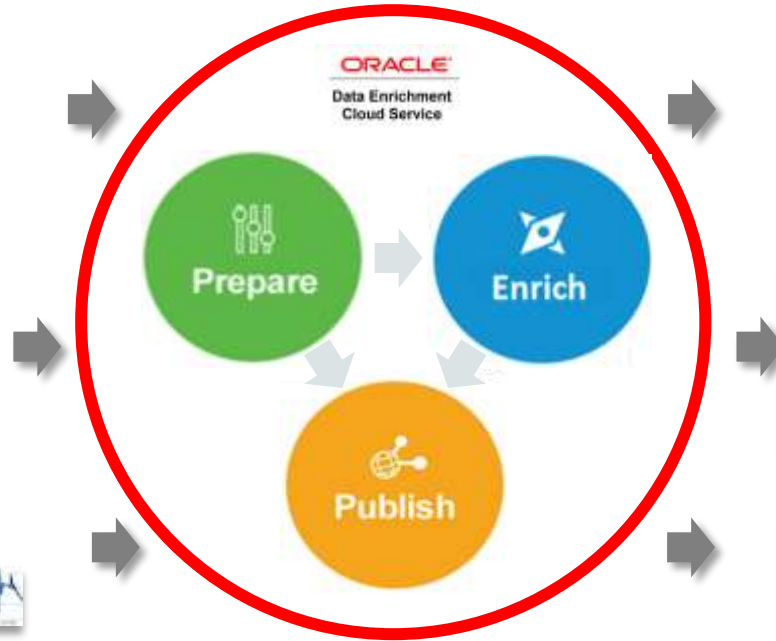 ORACLE
Data Enrichment
Cloud Service
Prepare
Enrich
Publish